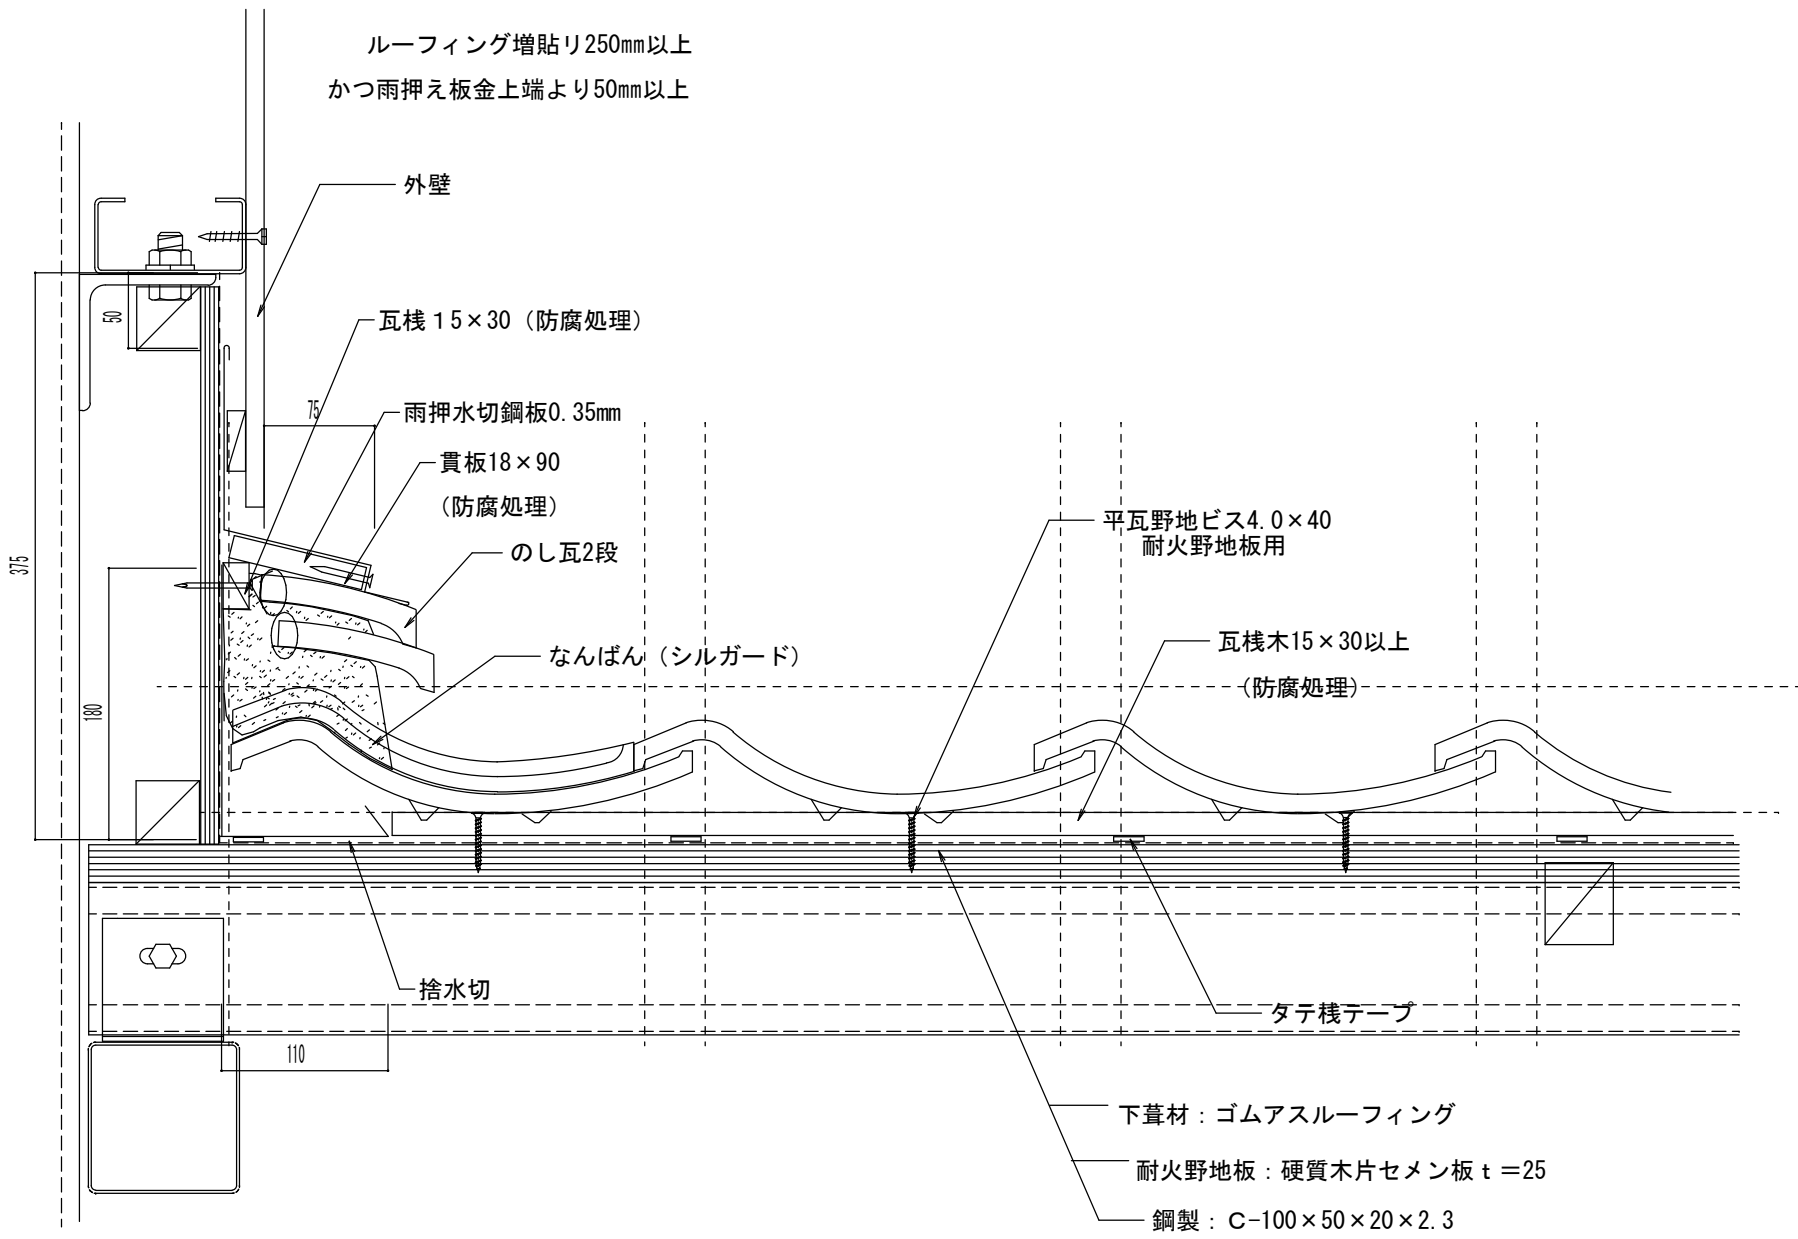 ルーフィング増貼リ250mm以上
かつ雨押え板金上端より50mm以上
外壁
50
瓦桟15×30（防腐処理）
75
雨押水切鋼板0.35mm
貫板18×90
（防腐処理）
平瓦野地ビス4.0×40
耐火野地板用
のし瓦2段
375
瓦桟木15×30以上
（防腐処理）
なんばん（シルガード）
180
捨水切
タテ桟テープ
110
下葺材：ゴムアスルーフィング
耐火野地板：硬質木片セメン板ｔ＝25
鋼製：C-100×50×20×2.3